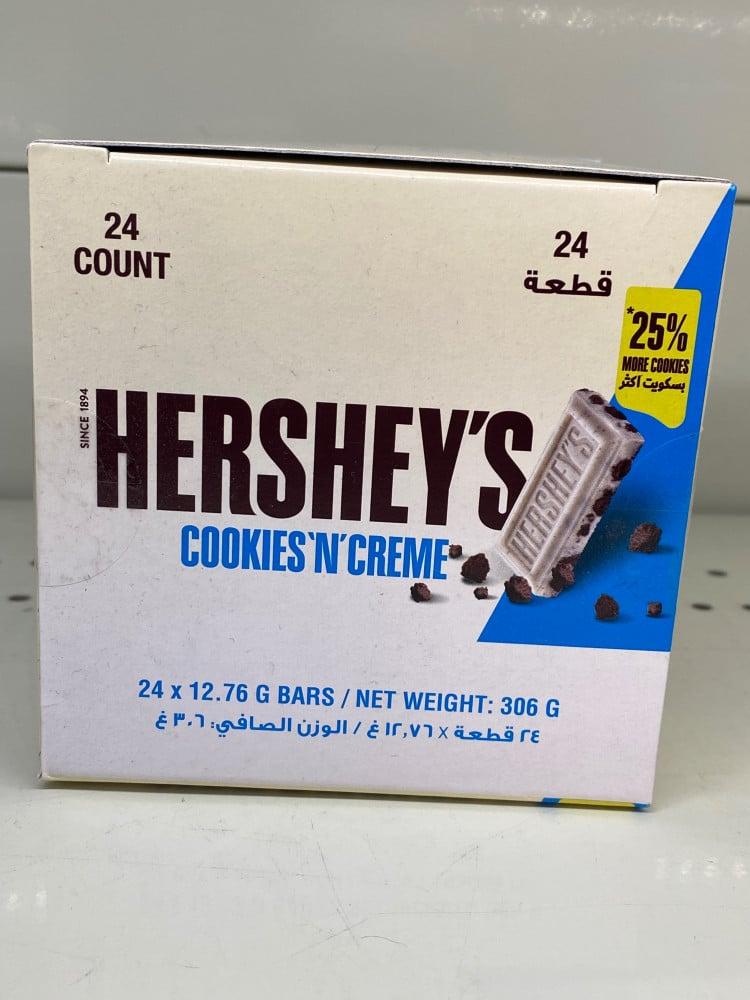 24
COUNT
24
قطعة
*25%
MORE COOKIES
بسكويت أكثر
SINCE 1894
HERSHEY'S
HERSHEY'S
COOKIES'N'CREME
24 x 12.76 G BARS / NET WEIGHT: 306 G
٢٤ قطعة x ١٢,٧٦ غ / الوزن الصافي: ٣٠٦ غ